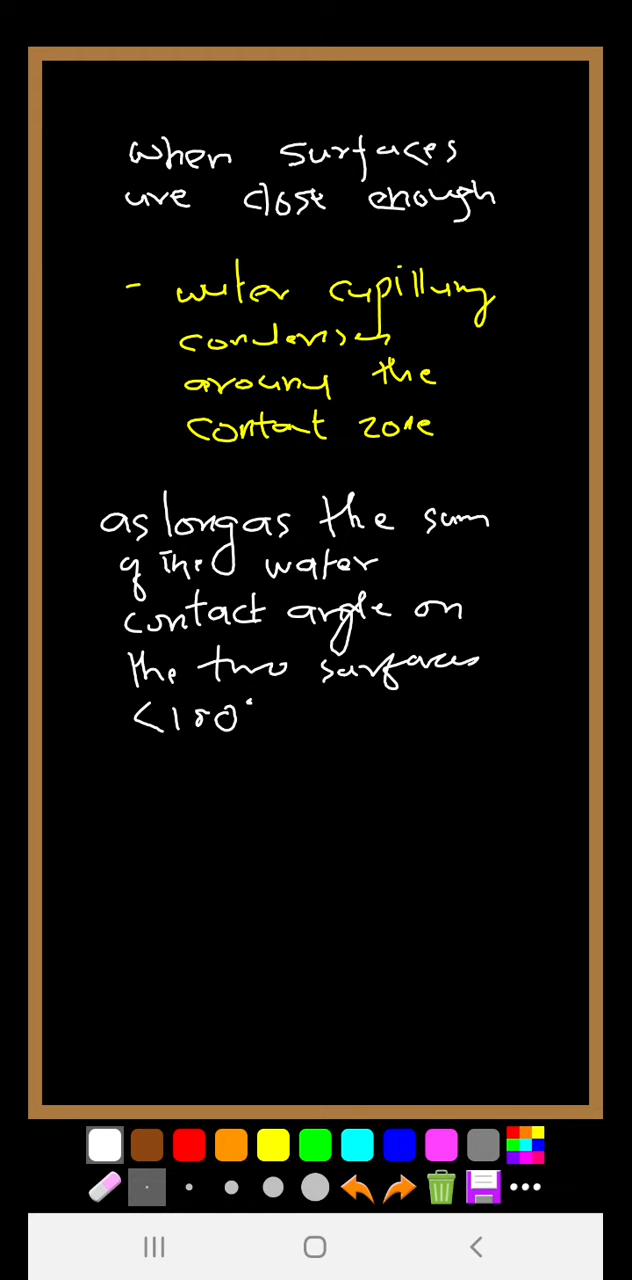 when surfaces
are close enough
- water capillary
condenses
around the
contact zone
as long as the sum
of the water
contact angle on
the two surfaces
<180°